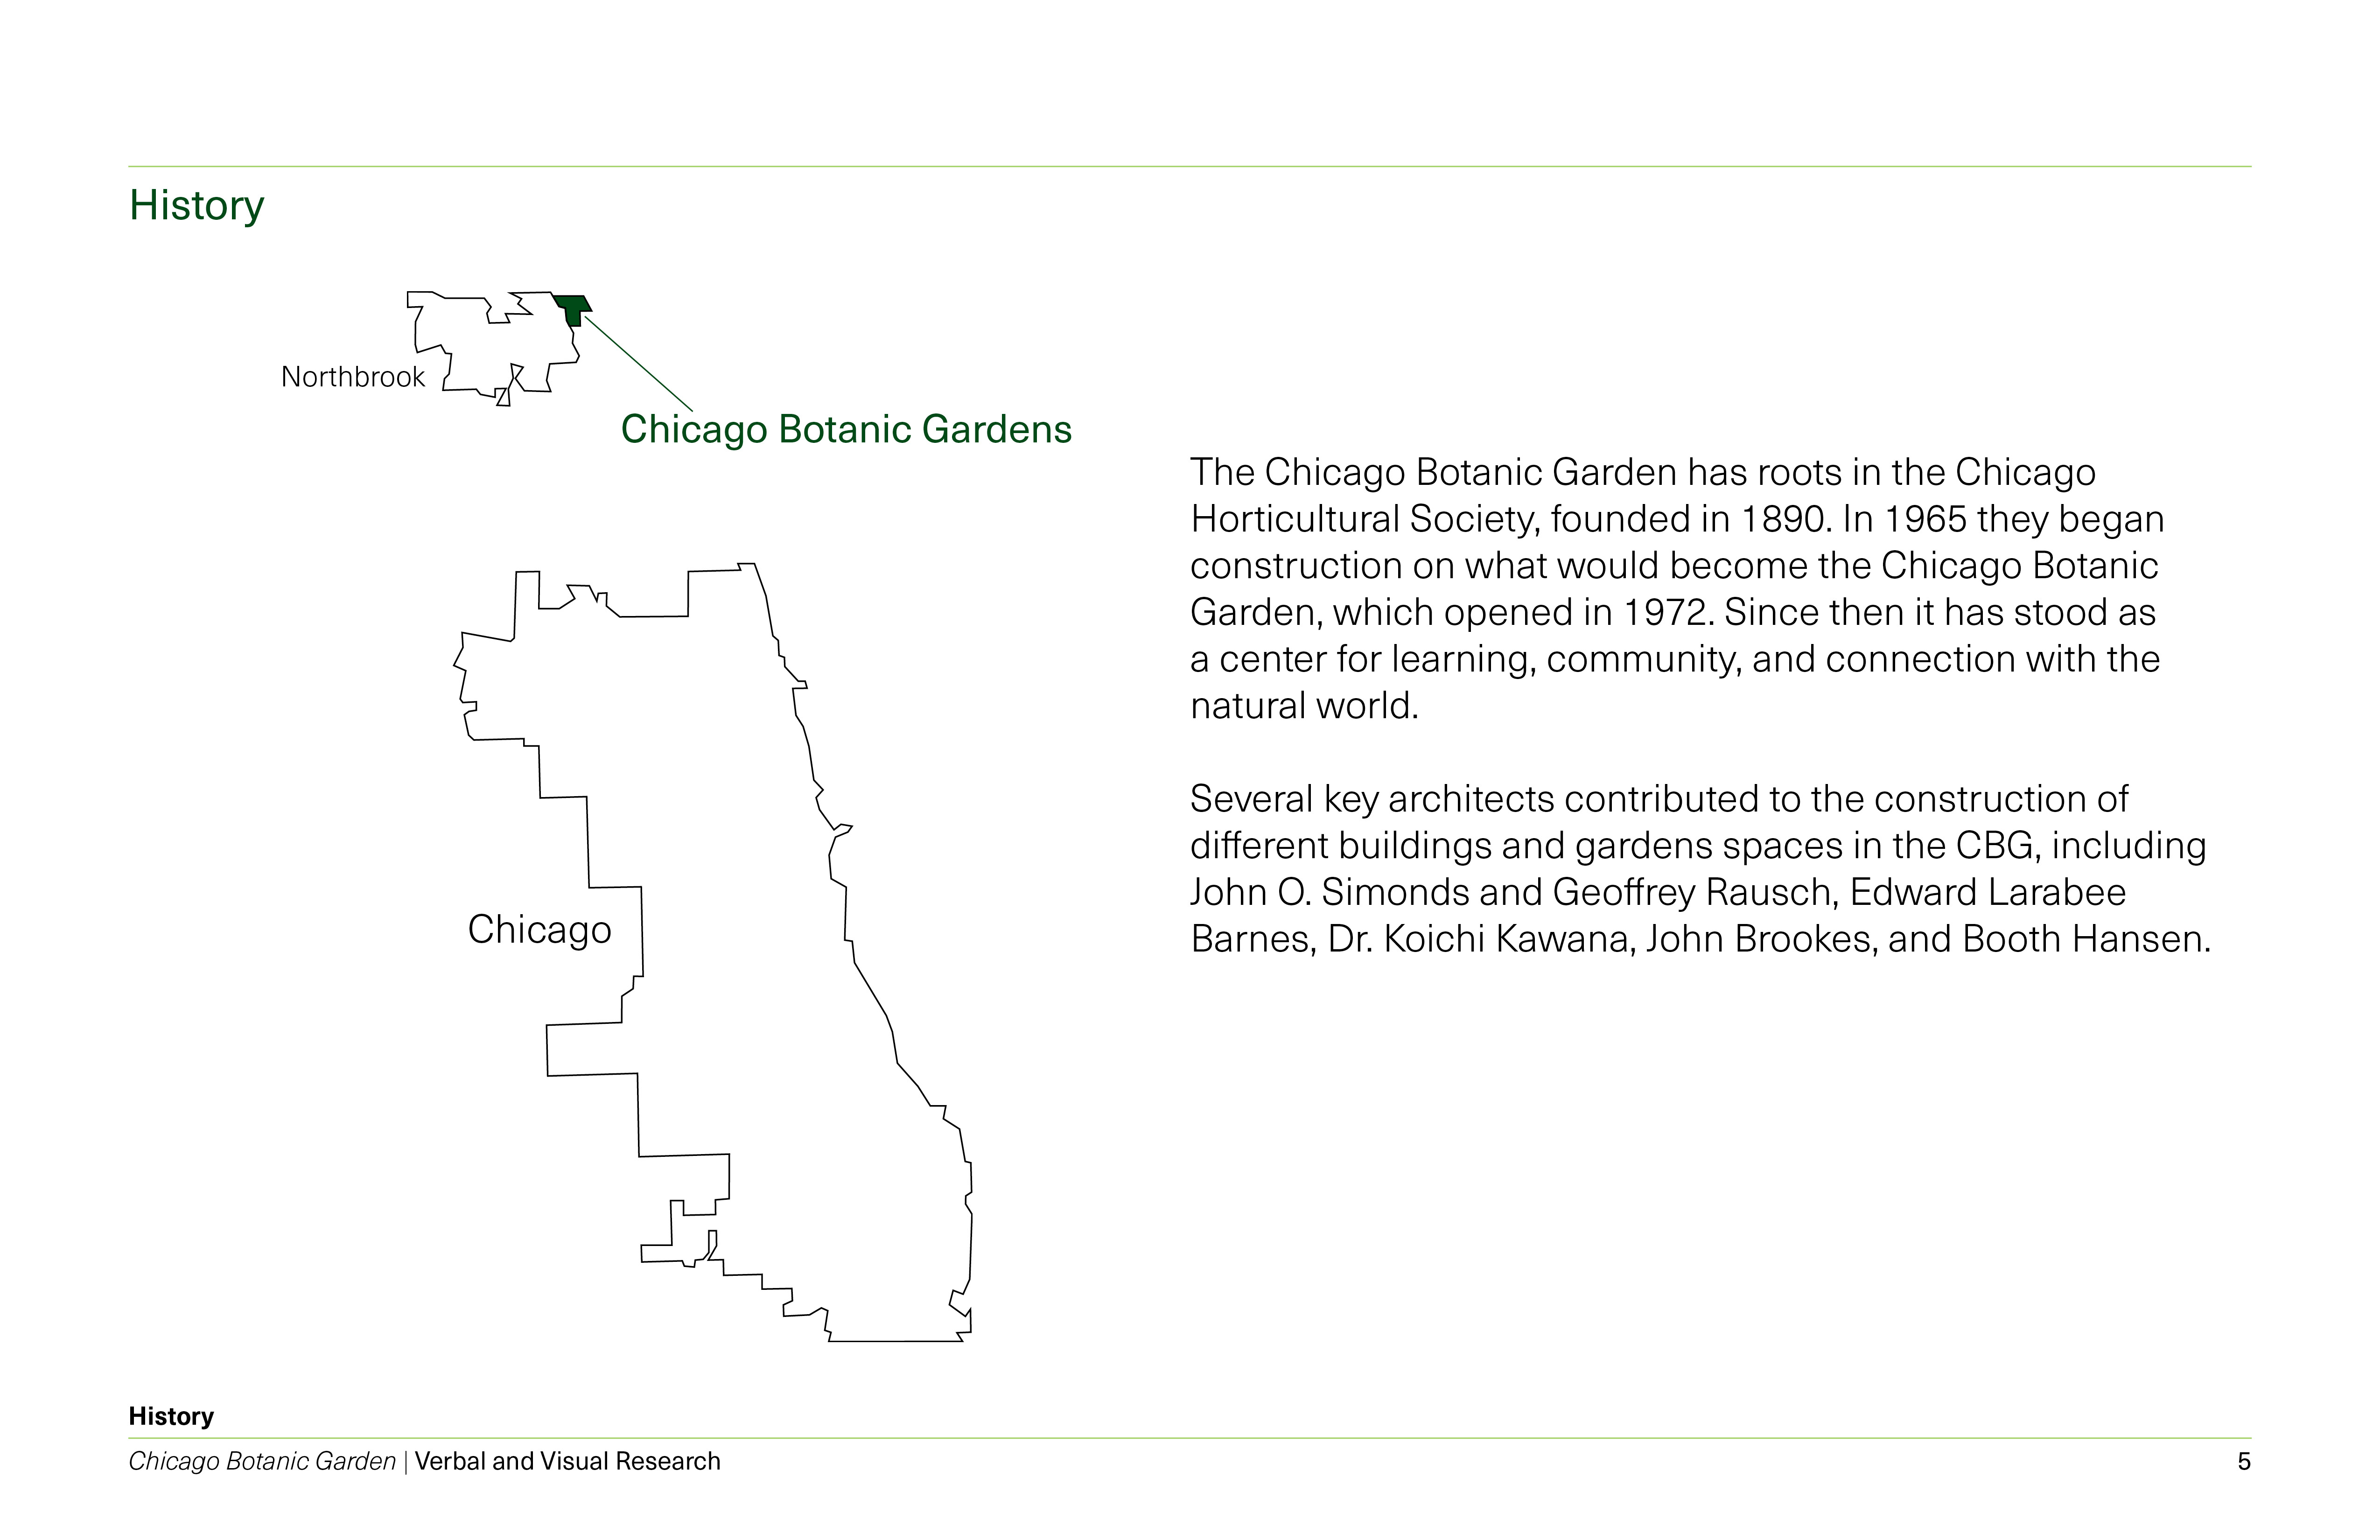 History
Northbrook
Chicago Botanic Gardens
Chicago
The Chicago Botanic Garden has roots in the Chicago
Horticultural Society, founded in 1890. In 1965 they began
construction on what would become the Chicago Botanic
Garden, which opened in 1972. Since then it has stood as
a center for learning, community, and connection with the
natural world.
Several key architects contributed to the construction of
different buildings and gardens spaces in the CBG, including
John O. Simonds and Geoffrey Rausch, Edward Larabee
Barnes, Dr. Koichi Kawana, John Brookes, and Booth Hansen.
History
Chicago Botanic Garden | Verbal and Visual Research
5